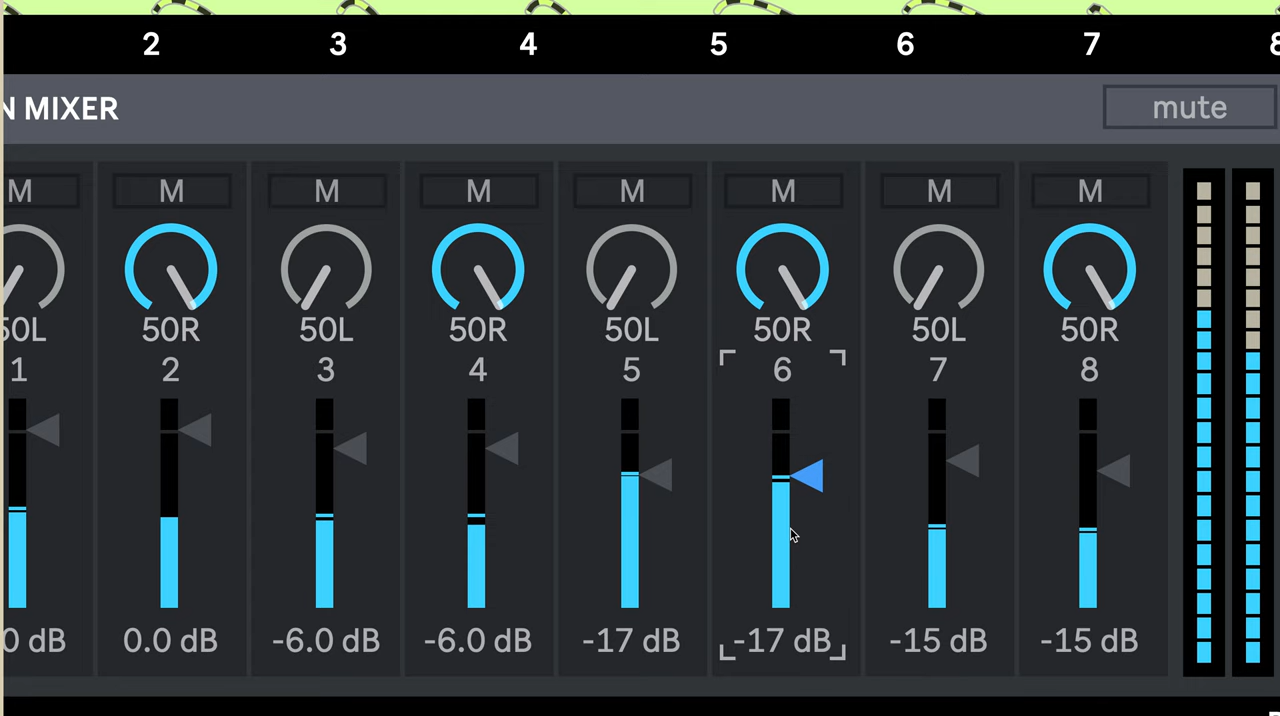 2 3 4 5 6 7 8
N MIXER mute
M M M M M M M M
50L 50R 50L 50R 50L 50R 50L 50R
1 2 3 4 5 6 7 8
0 dB 0.0 dB -6.0 dB -6.0 dB -17 dB -17 dB -15 dB -15 dB